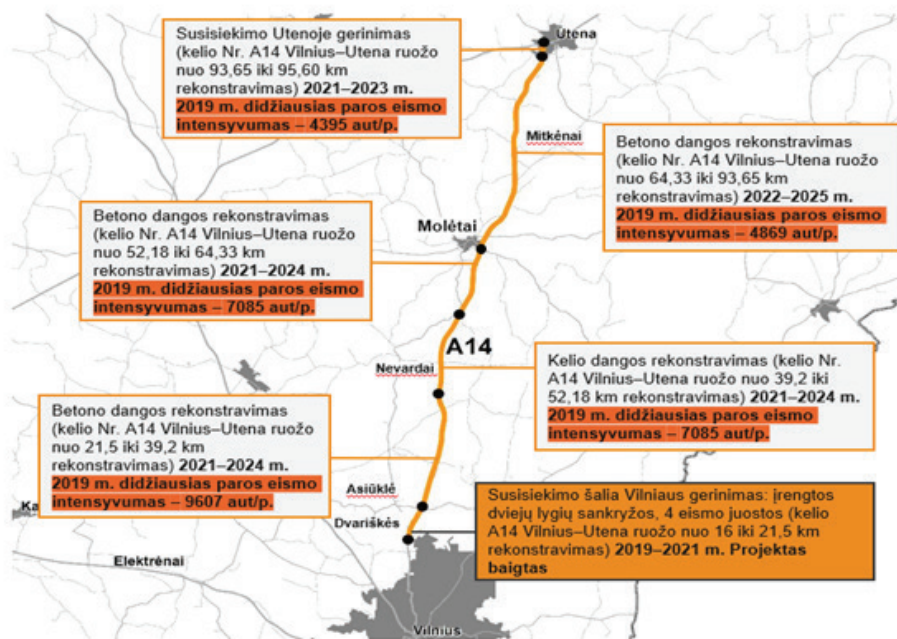 Susisiekimo Utenoje gerinimas
(kelio Nr. A14 Vilnius–Utena ruožo
nuo 93,65 iki 95,60 km
rekonstravimas) 2021–2023 m.
2019 m. didžiausias paros eismo
intensyvumas – 4395 aut/p.
Utena
Mitkėnai
Betono dangos rekonstravimas
(kelio Nr. A14 Vilnius–Utena ruožo
nuo 64,33 iki 93,65 km
rekonstravimas) 2022–2025 m.
2019 m. didžiausias paros eismo
intensyvumas – 4869 aut/p.
Betono dangos rekonstravimas
(kelio Nr. A14 Vilnius–Utena ruožo
nuo 52,18 iki 64,33 km
rekonstravimas) 2021–2024 m.
2019 m. didžiausias paros eismo
intensyvumas – 7085 aut/p.
Molėtai
A14
Nevardai
Kelio dangos rekonstravimas (kelio Nr.
A14 Vilnius–Utena ruožo nuo 39,2 iki
52,18 km rekonstravimas) 2021–2024 m.
2019 m. didžiausias paros eismo
intensyvumas – 7085 aut/p.
Betono dangos rekonstravimas
(kelio Nr. A14 Vilnius–Utena ruožo
nuo 21,5 iki 39,2 km
rekonstravimas) 2021–2024 m.
2019 m. didžiausias paros eismo
intensyvumas – 9607 aut/p.
Asiūklė
Dvariškės
Susisiekimo šalia Vilniaus gerinimas: įrengtos
dviejų lygių sankryžos, 4 eismo juostos (kelio
A14 Vilnius–Utena ruožo nuo 16 iki 21,5 km
rekonstravimas) 2019–2021 m. Projektas
baigtas
Ka
Elektrėnai
Vilnius